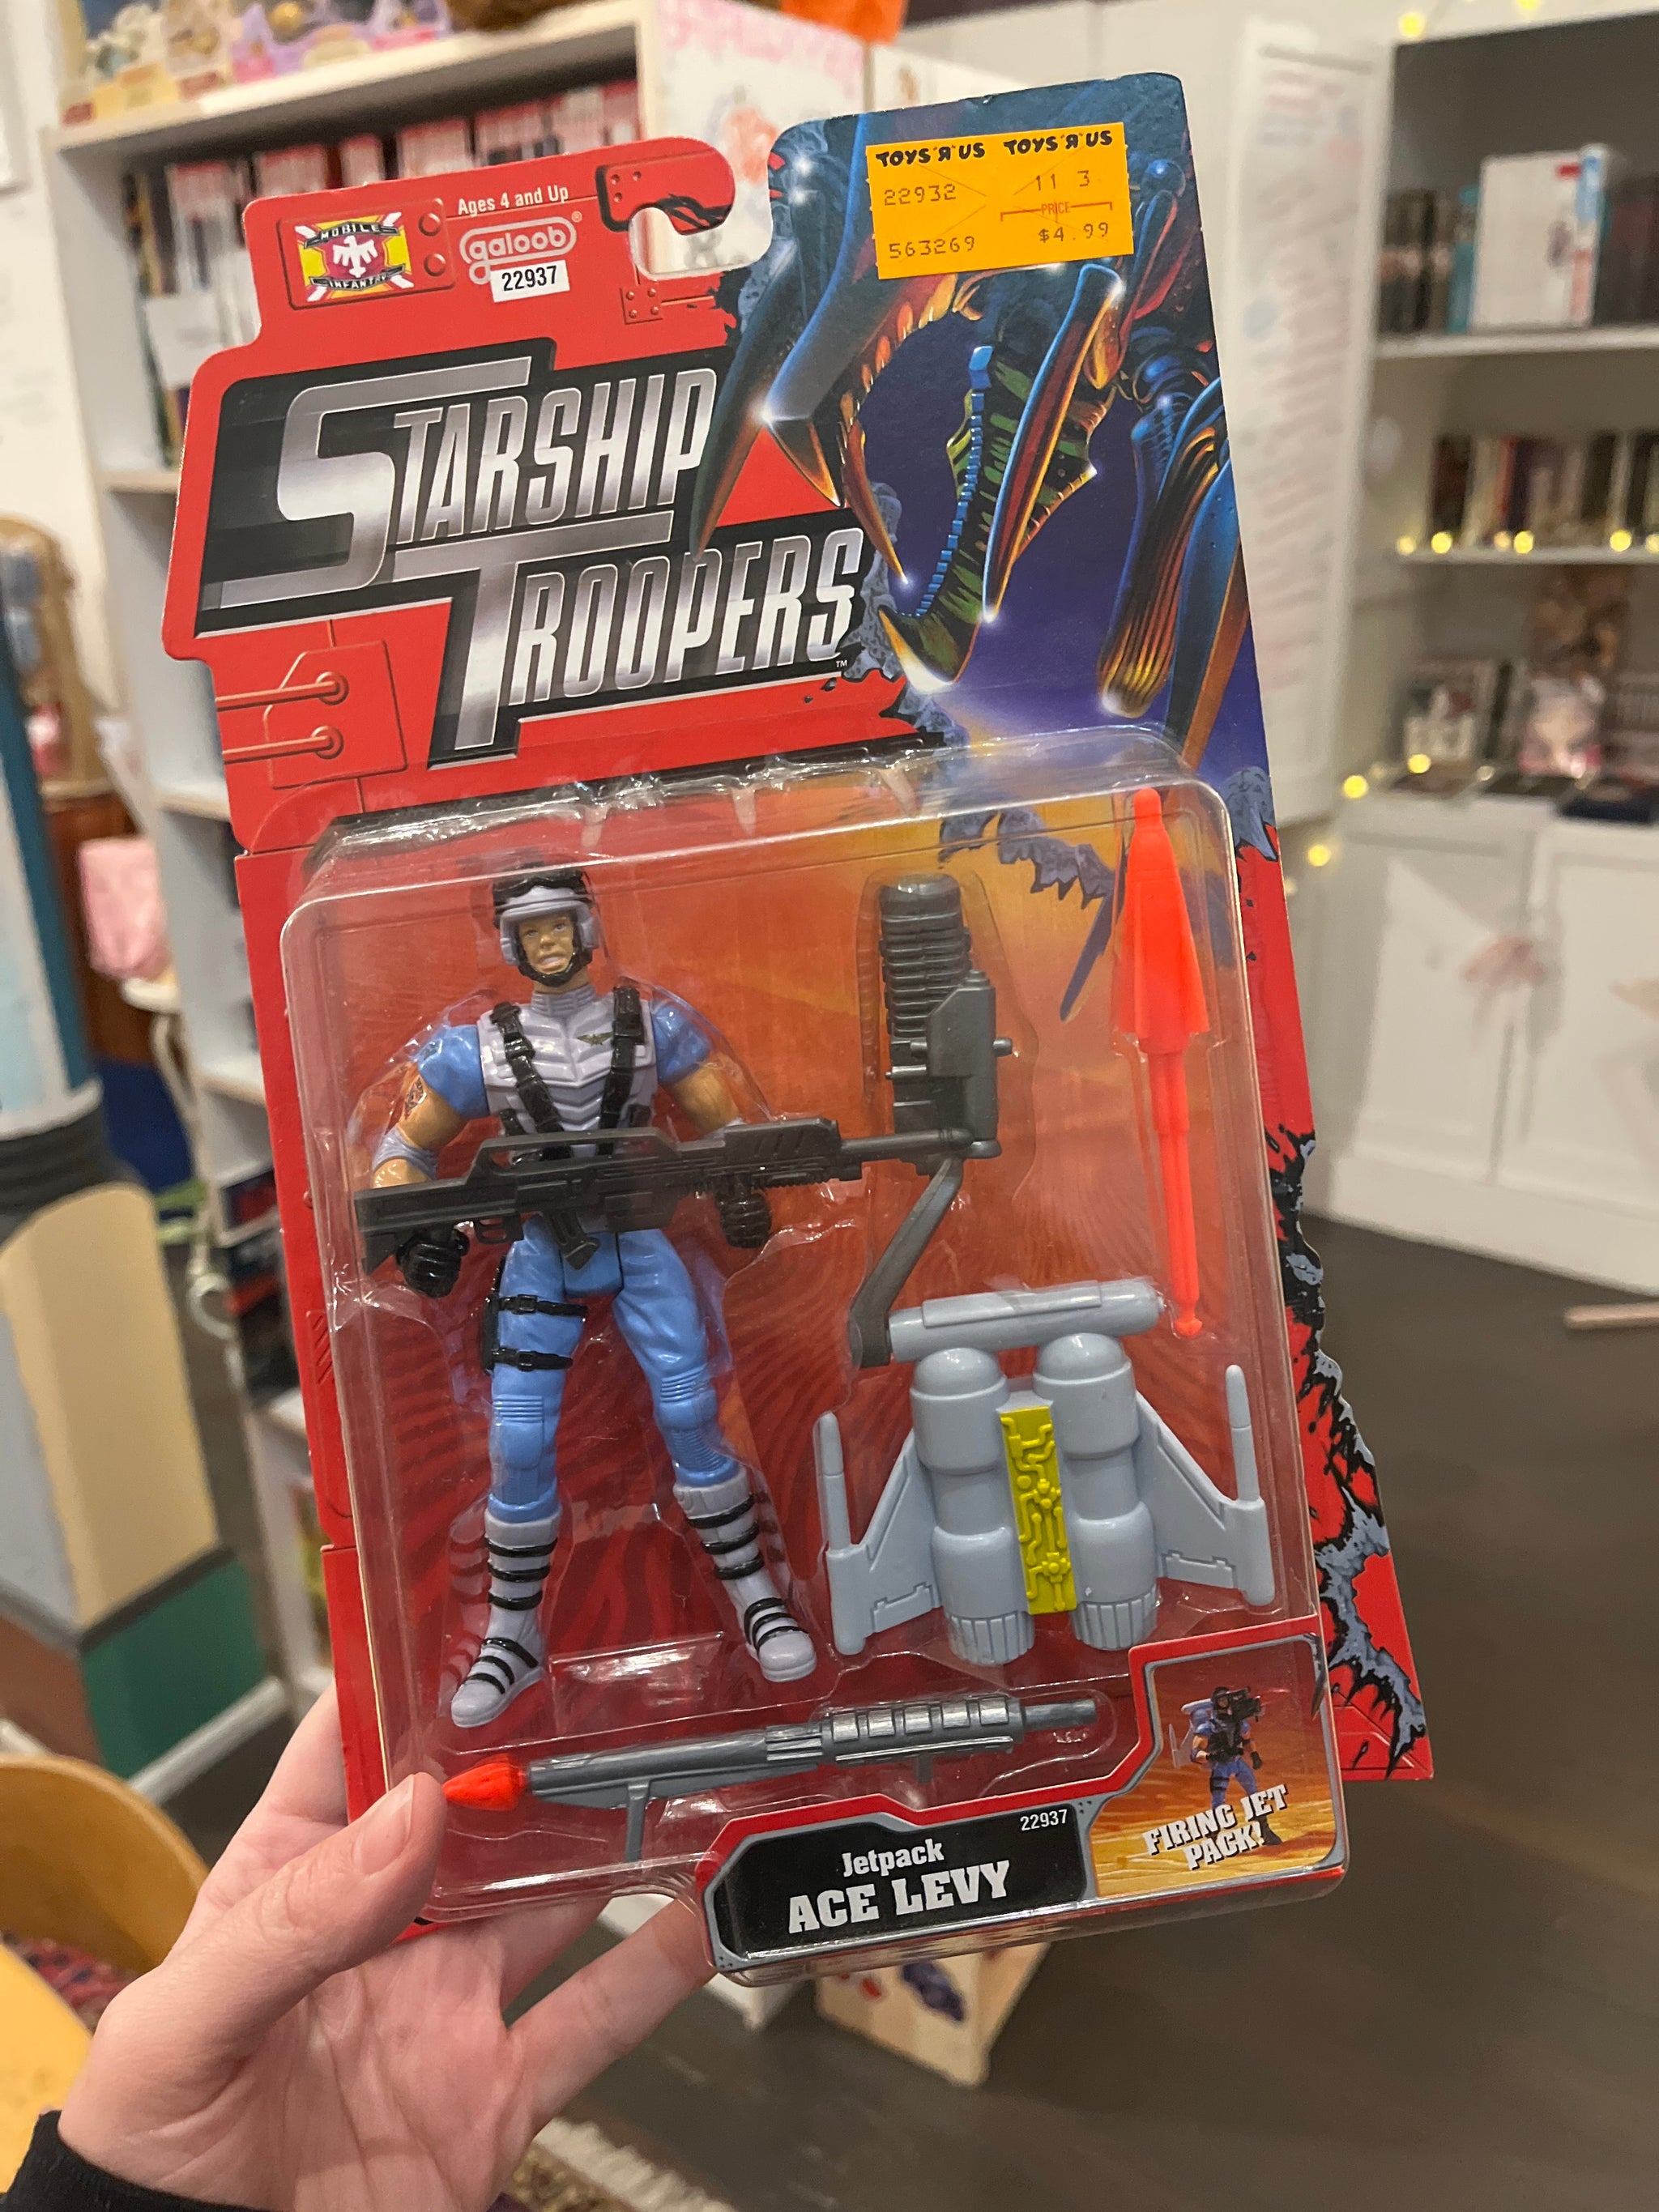 TOYS "R" US TOYS "R" US
22932 11 3
PRICE
563269 $4.99
Ages 4 and Up
MOBILE
INFANTRY
galoob®
22937
STARSHIP
TROOPERS™
22937
Jetpack
ACE LEVY
FIRING JET
PACK!